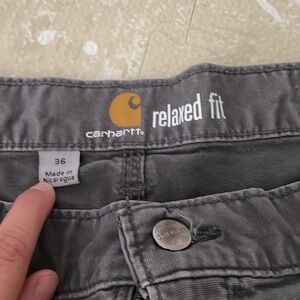 carhartt.
relaxed fit
36
Made in
Nicaragua